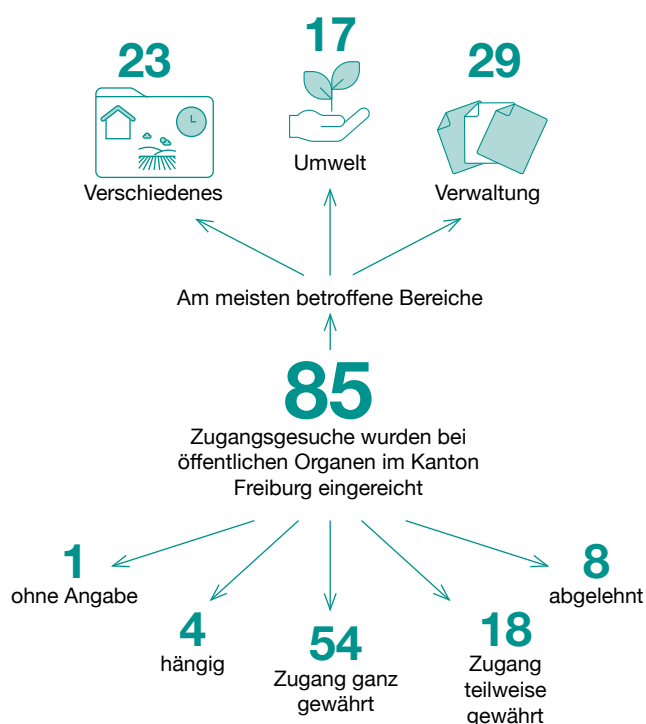 23
Verschiedenes
17
Umwelt
29
Verwaltung
Am meisten betroffene Bereiche
85
Zugangsgesuche wurden bei
öffentlichen Organen im Kanton
Freiburg eingereicht
1
ohne Angabe
4
hängig
54
Zugang ganz
gewährt
18
Zugang
teilweise
gewährt
8
abgelehnt